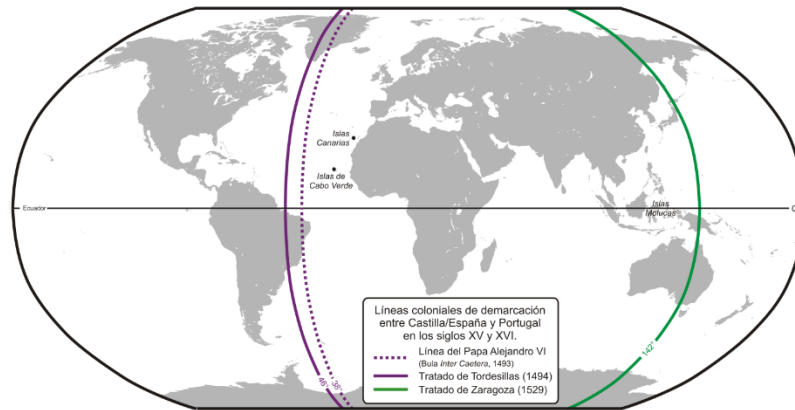 Islas
Canarias
Islas de
Cabo Verde
Ecuador
Islas
Molucas
0
Líneas coloniales de demarcación
entre Castilla/España y Portugal
en los siglos XV y XVI.
Línea del Papa Alejandro VI
(Bula Inter Caetera, 1493)
Tratado de Tordesillas (1494)
Tratado de Zaragoza (1529)
46°
38°
142°